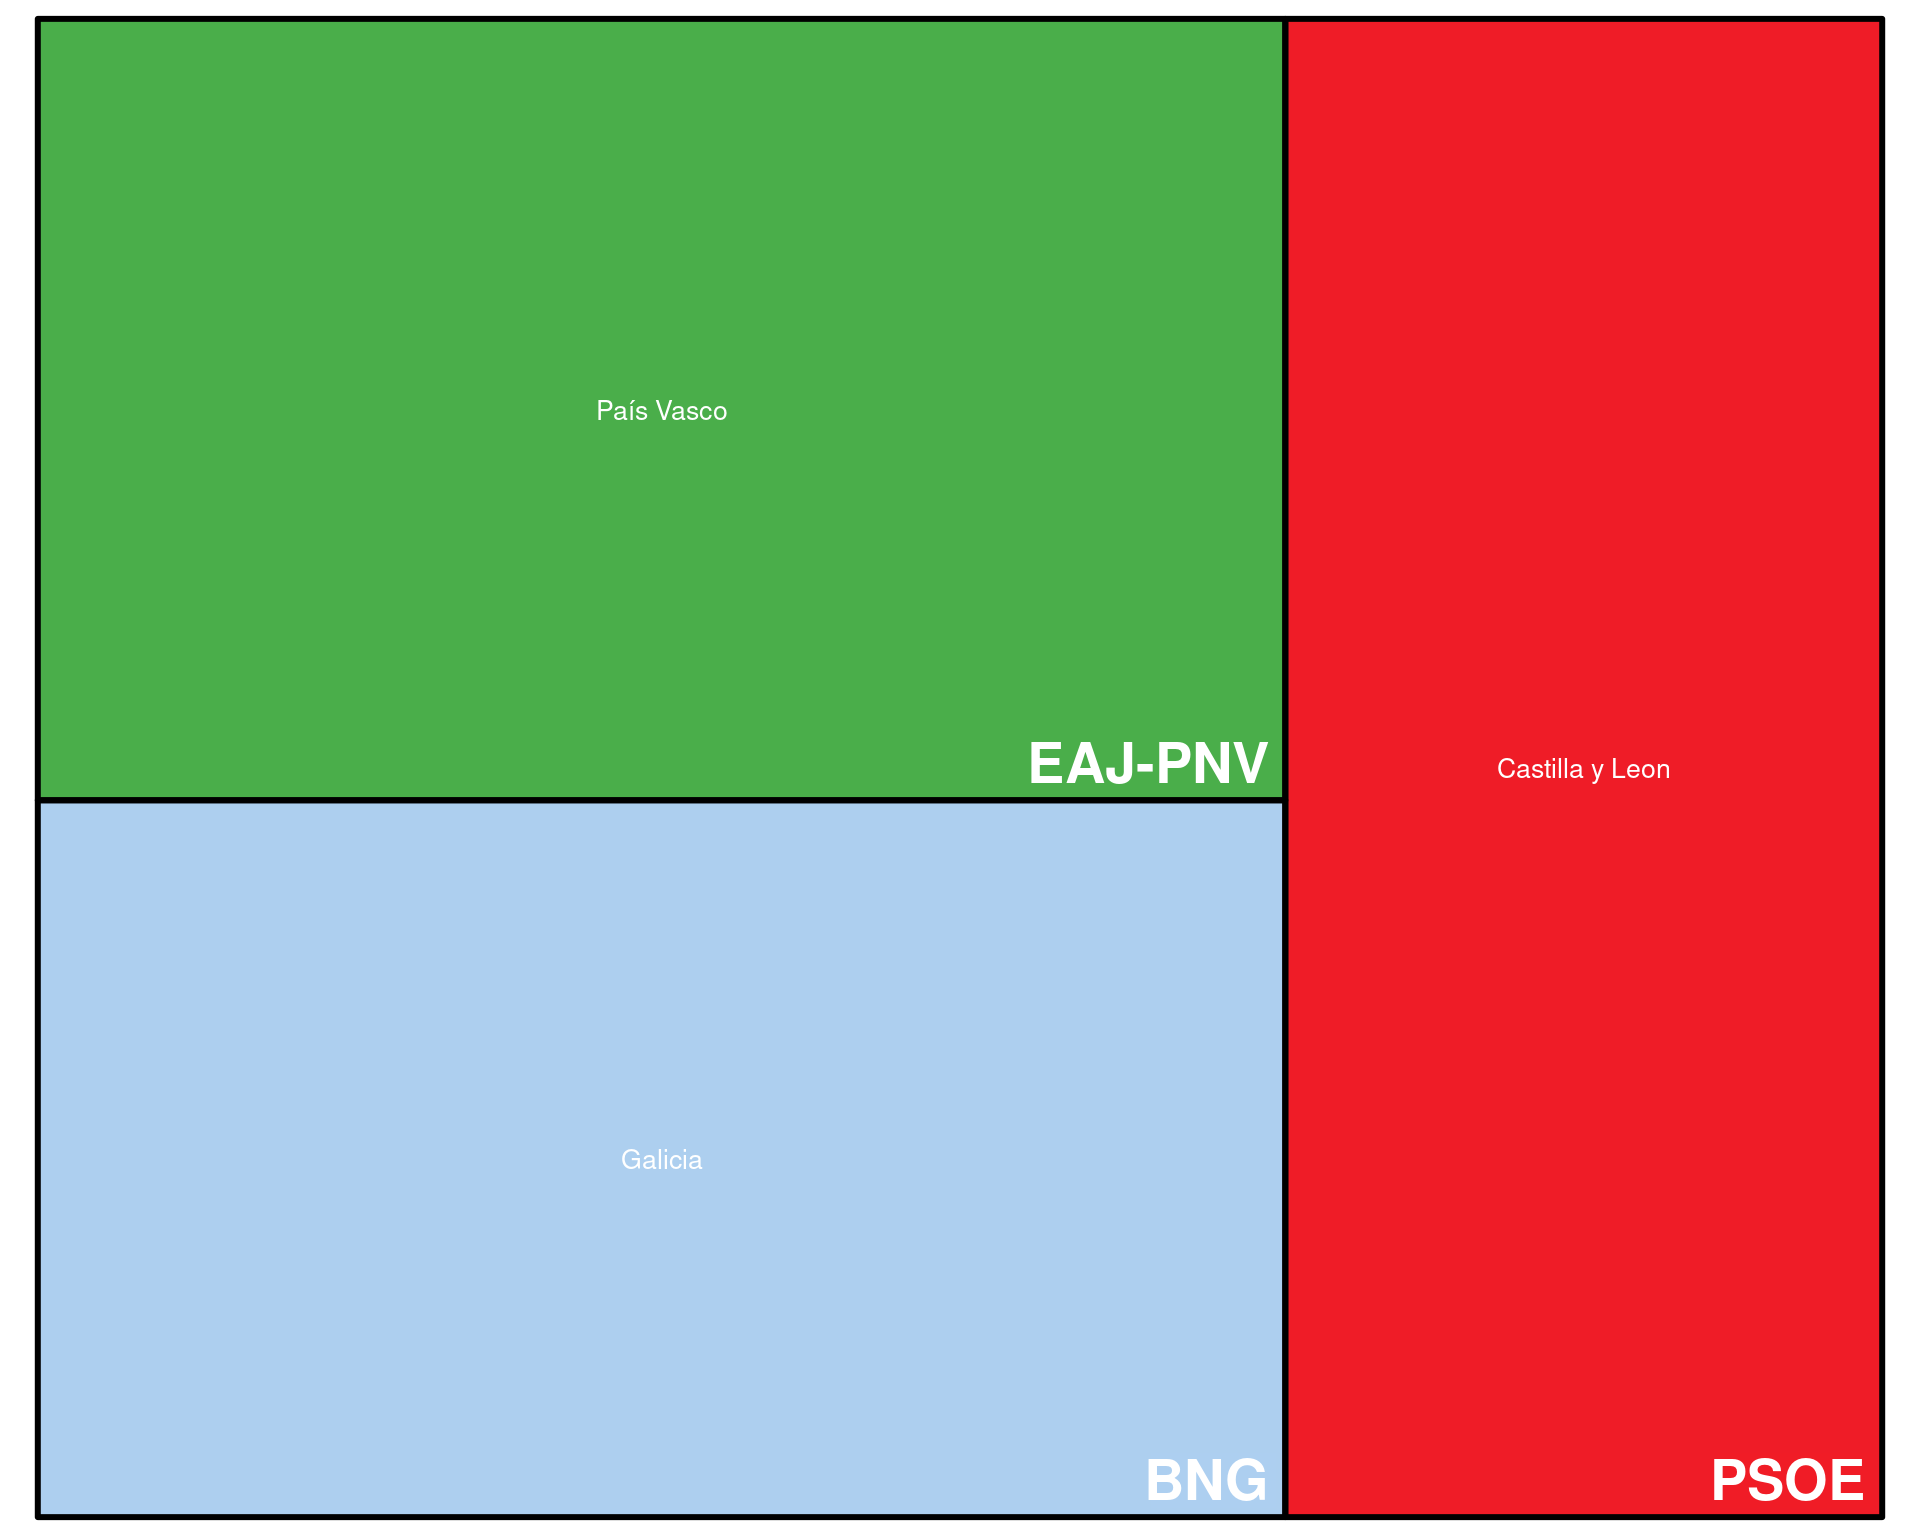 País Vasco
EAJ-PNV
Castilla y Leon
Galicia
BNG
PSOE